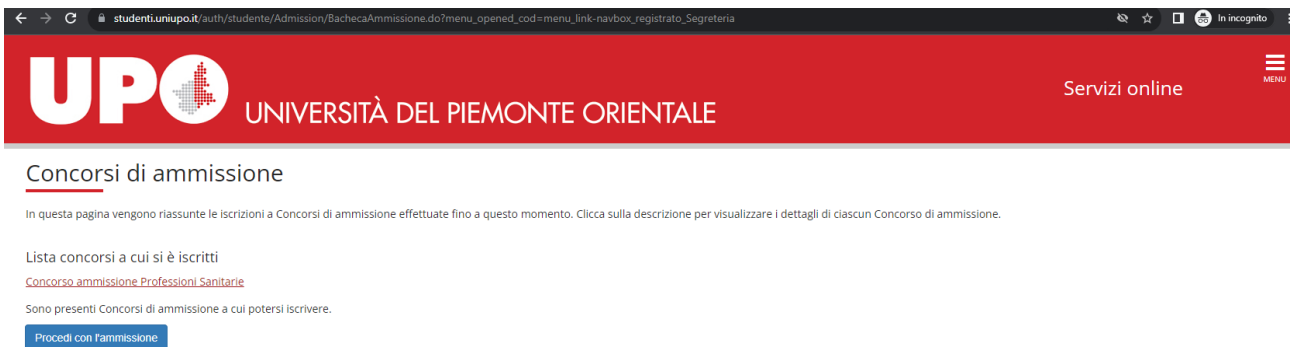 studenti.uniupo.it/auth/studente/Admission/BachecaAmmissione.do?menu_opened_cod=menu_link-navbox_registrato_Segreteria
In incognito
UPO
UNIVERSITÀ DEL PIEMONTE ORIENTALE
Servizi online
MENU
Concorsi di ammissione
In questa pagina vengono riassunte le iscrizioni a Concorsi di ammissione effettuate fino a questo momento. Clicca sulla descrizione per visualizzare i dettagli di ciascun Concorso di ammissione.
Lista concorsi a cui si è iscritti
Concorso ammissione Professioni Sanitarie
Sono presenti Concorsi di ammissione a cui potersi iscrivere.
Procedi con l'ammissione